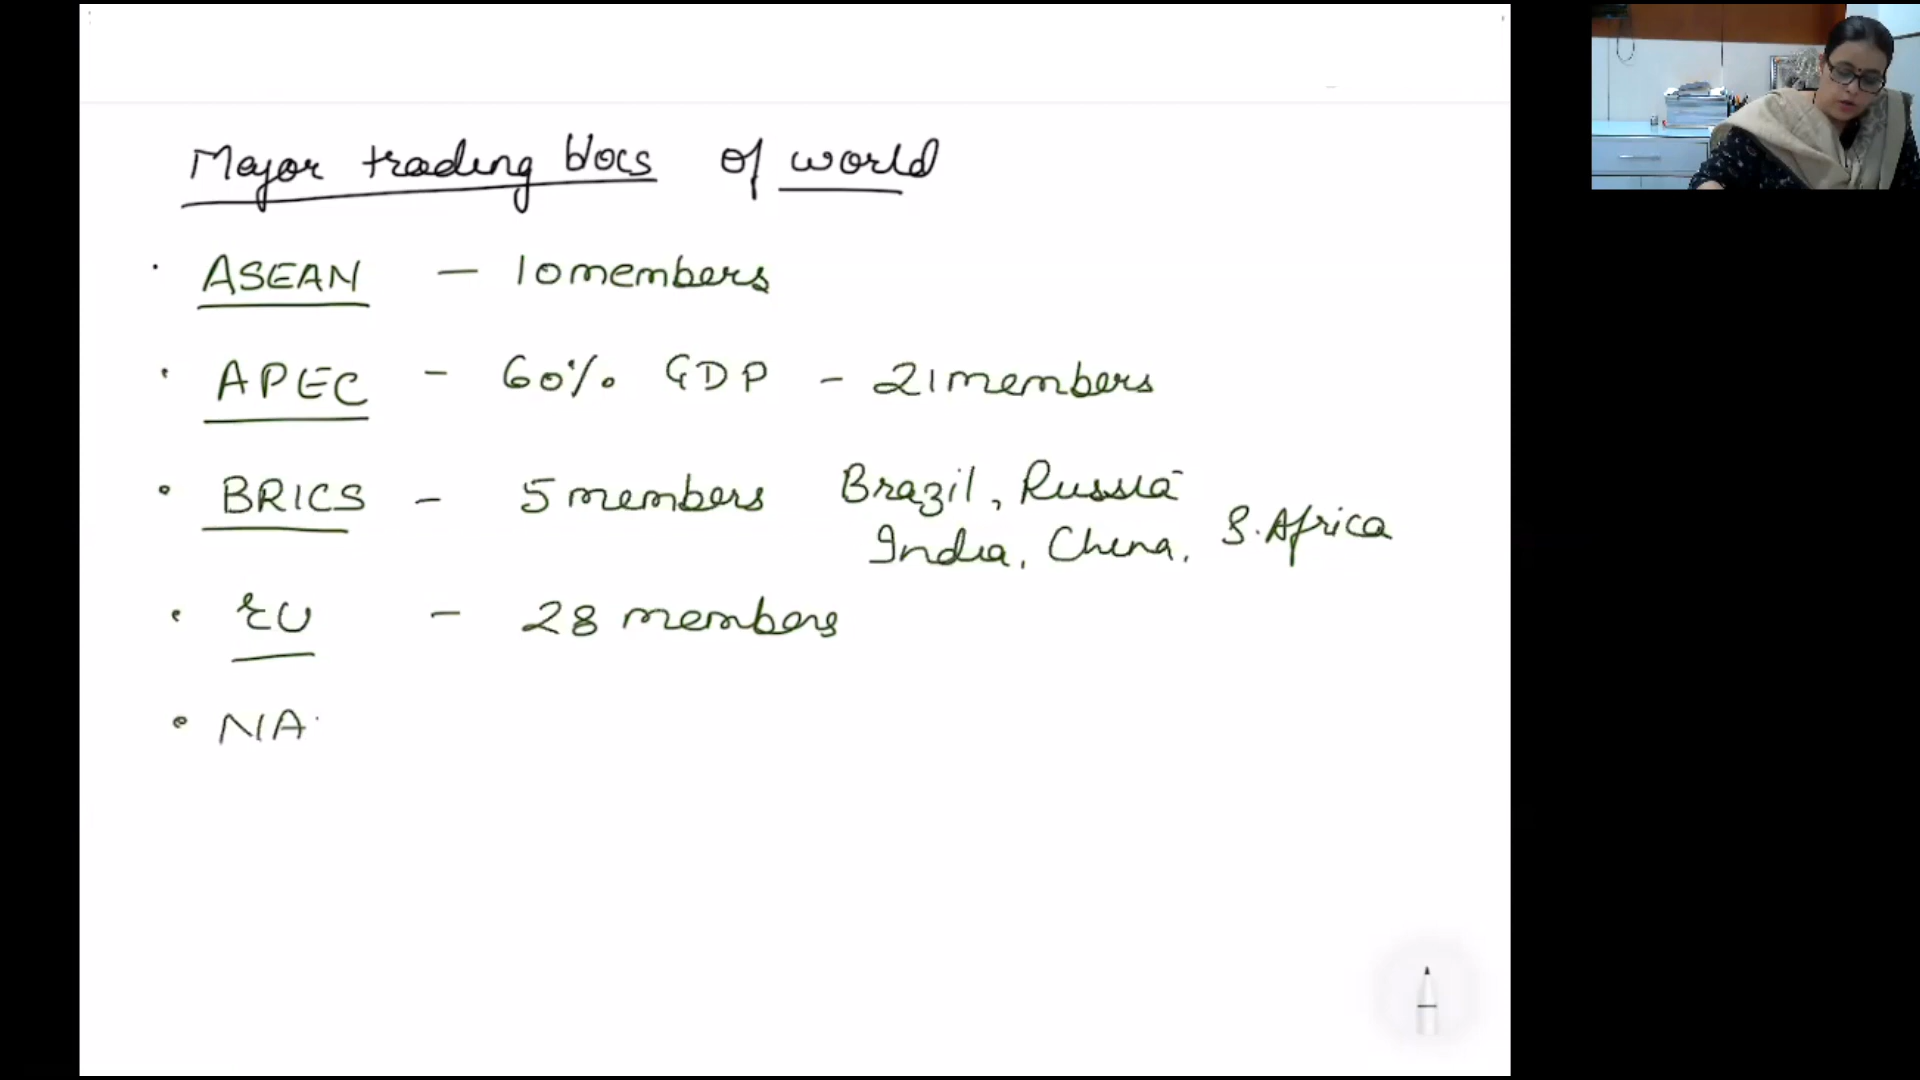 Major trading blocs of world
· ASEAN — 10 members
· APEC - 60% GDP - 21 members
• BRICS - 5 members Brazil, Russia
India, China, S. Africa
• EU - 28 members
• NA